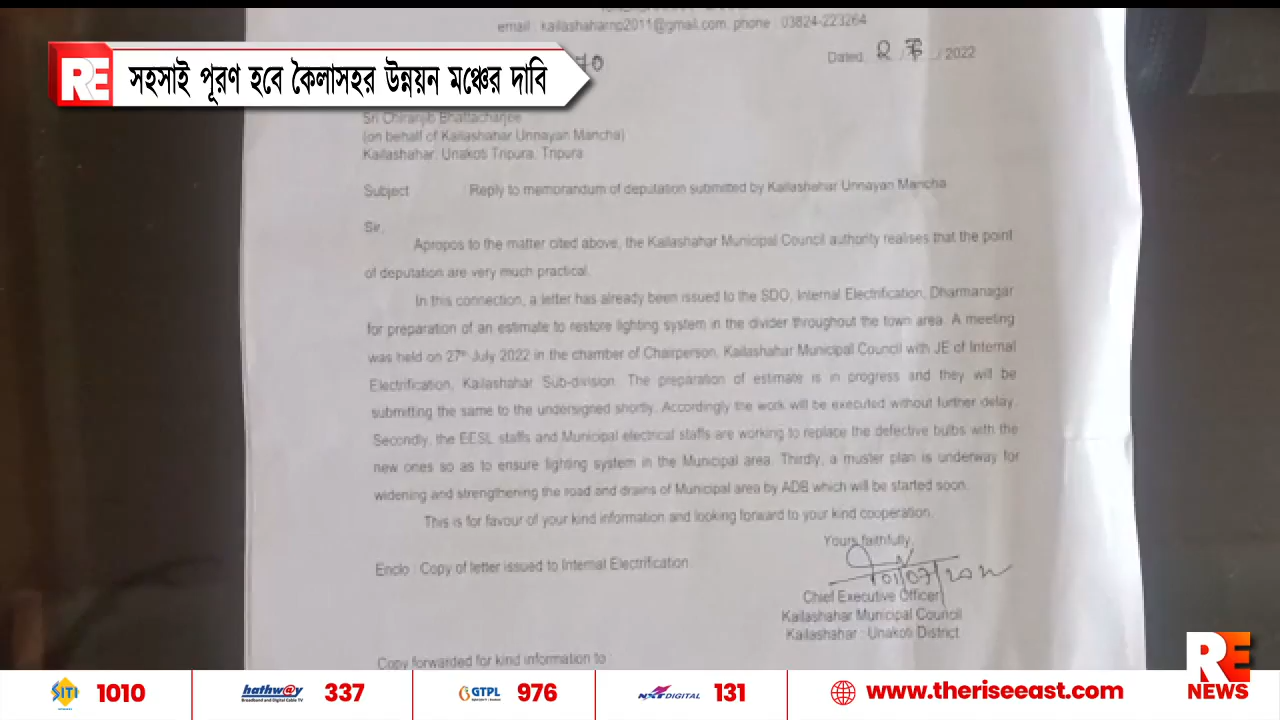 email : kailashaharnp2011@gmail.com, phone : 03824-223264
Dated / / 2022
RE সহসাই পূরণ হবে কৈলাসহর উন্নয়ন মঞ্চের দাবি
Sri Chiranjib Bhattacharjee
(on behalf of Kailashahar Unnayan Mancha)
Kailashahar, Unakoti Tripura, Tripura
Subject : Reply to memorandum of deputation submitted by Kailashahar Unnayan Mancha
Sir,
Apropos to the matter cited above, the Kailashahar Municipal Council authority realises that the point
of deputation are very much practical.
In this connection, a letter has already been issued to the SDO, Internal Electrification, Dharmanagar
for preparation of an estimate to restore lighting system in the divider throughout the town area. A meeting
was held on 27th July 2022 in the chamber of Chairperson, Kailashahar Municipal Council with JE of Internal
Electrification, Kailashahar Sub-division. The preparation of estimate is in progress and they will be
submitting the same to the undersigned shortly. Accordingly the work will be executed without further delay.
Secondly, the EESL staffs and Municipal electrical staffs are working to replace the defective bulbs with the
new ones so as to ensure lighting system in the Municipal area. Thirdly, a muster plan is underway for
widening and strengthening the road and drains of Municipal area by ADB which will be started soon.
This is for favour of your kind information and looking forward to your kind cooperation.
Yours faithfully,
Enclo : Copy of letter issued to Internal Electrification.
Chief Executive Officer
Kailashahar Municipal Council
Kailashahar : Unakoti District
Copy forwarded for kind information to
RE NEWS
SITI 1010 hathway Broadband and Digital Cable TV 337 GTPL 976 NXT DIGITAL 131 www.theriseeast.com